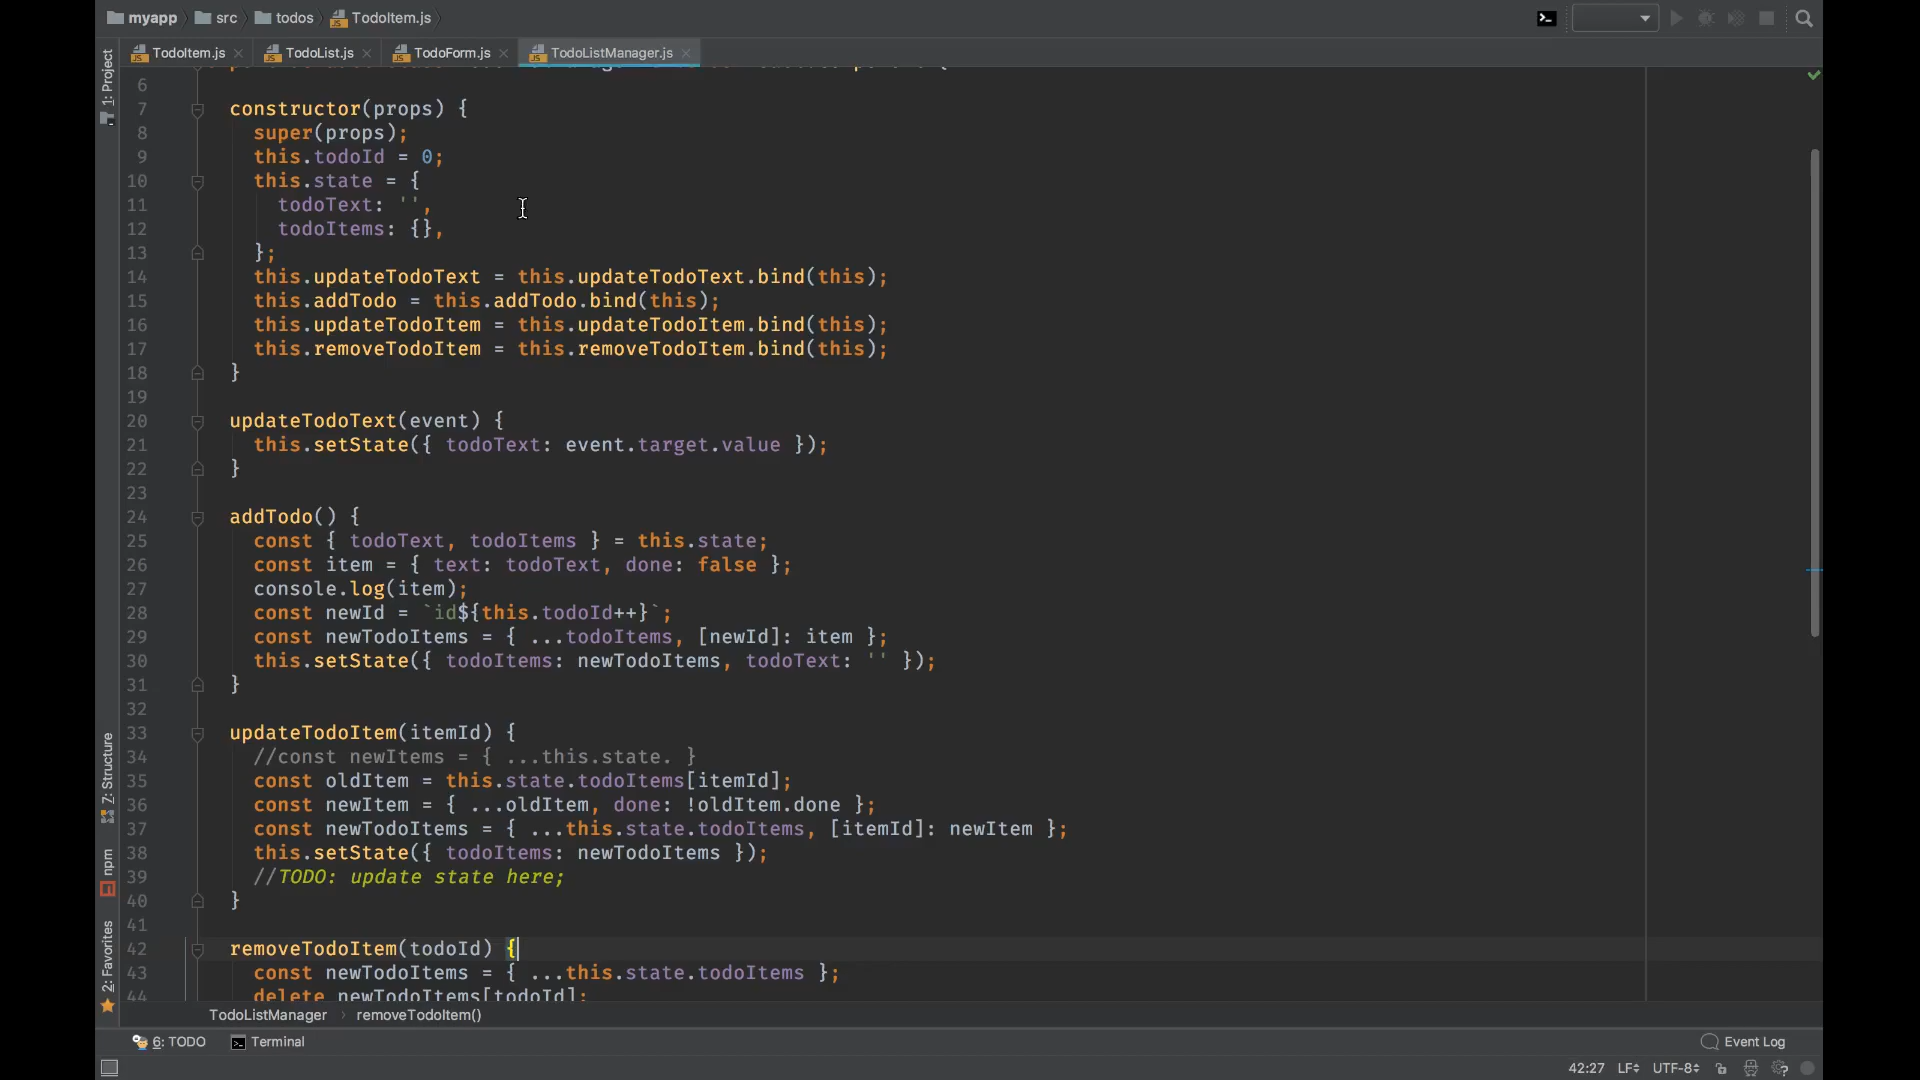 myapp src todos TodoItem.js
TodoItem.js TodoList.js TodoForm.js TodoListManager.js
1: Project
6
7 constructor(props) {
8 super(props);
9 this.todoId = 0;
10 this.state = {
11 todoText: '',
12 todoItems: {},
13 };
14 this.updateTodoText = this.updateTodoText.bind(this);
15 this.addTodo = this.addTodo.bind(this);
16 this.updateTodoItem = this.updateTodoItem.bind(this);
17 this.removeTodoItem = this.removeTodoItem.bind(this);
18 }
19
20 updateTodoText(event) {
21 this.setState({ todoText: event.target.value });
22 }
23
24 addTodo() {
25 const { todoText, todoItems } = this.state;
26 const item = { text: todoText, done: false };
27 console.log(item);
28 const newId = `id${this.todoId++}`;
29 const newTodoItems = { ...todoItems, [newId]: item };
30 this.setState({ todoItems: newTodoItems, todoText: '' });
31 }
32
33 updateTodoItem(itemId) {
34 //const newItems = { ...this.state. }
35 const oldItem = this.state.todoItems[itemId];
36 const newItem = { ...oldItem, done: !oldItem.done };
37 const newTodoItems = { ...this.state.todoItems, [itemId]: newItem };
38 this.setState({ todoItems: newTodoItems });
39 //TODO: update state here;
40 }
41
42 removeTodoItem(todoId) {
43 const newTodoItems = { ...this.state.todoItems };
44 delete newTodoItems[todoId];
Z: Structure
npm
2: Favorites
TodoListManager removeTodoItem()
6: TODO Terminal Event Log
42:27 LF UTF-8